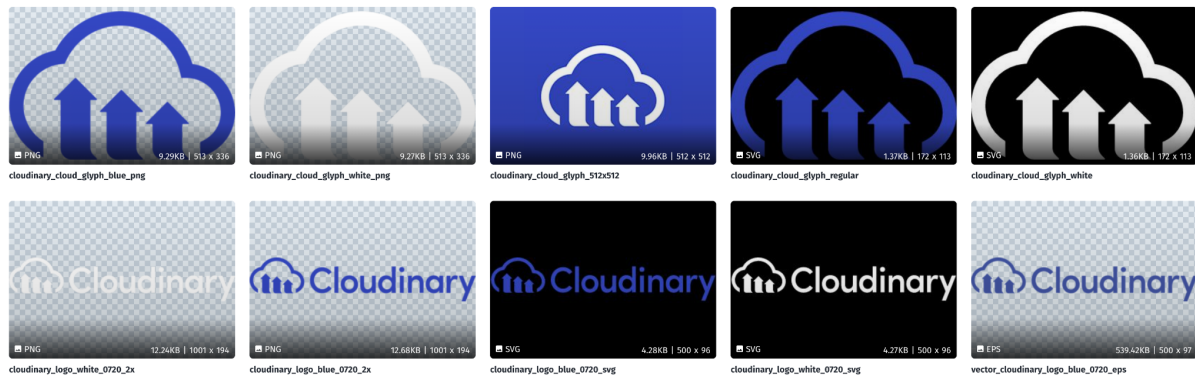 PNG 9.29KB | 513 x 336
PNG 9.27KB | 513 x 336
PNG 9.96KB | 512 x 512
SVG 1.37KB | 172 x 113
SVG 1.36KB | 172 x 113
cloudinary_cloud_glyph_blue_png
cloudinary_cloud_glyph_white_png
cloudinary_cloud_glyph_512x512
cloudinary_cloud_glyph_regular
cloudinary_cloud_glyph_white
Cloudinary
Cloudinary
Cloudinary
Cloudinary
Cloudinary
PNG 12.24KB | 1001 x 194
PNG 12.68KB | 1001 x 194
SVG 4.28KB | 500 x 96
SVG 4.27KB | 500 x 96
EPS 539.42KB | 500 x 97
cloudinary_logo_white_0720_2x
cloudinary_logo_blue_0720_2x
cloudinary_logo_blue_0720_svg
cloudinary_logo_white_0720_svg
vector_cloudinary_logo_blue_0720_eps